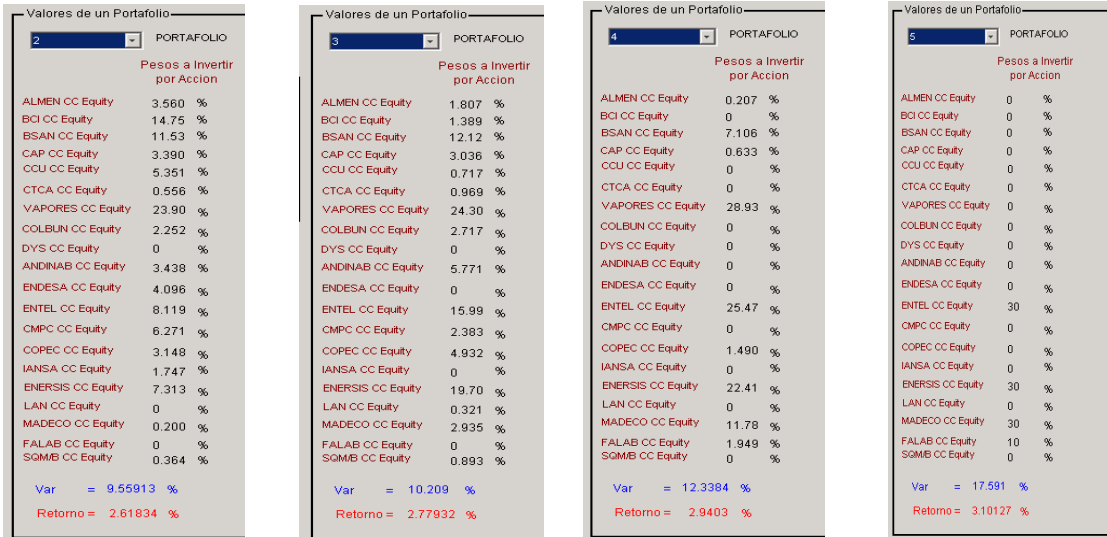 Valores de un Portafolio
2 PORTAFOLIO
Pesos a Invertir
por Accion
ALMEN CC Equity 3.560 %
BCI CC Equity 14.75 %
BSAN CC Equity 11.53 %
CAP CC Equity 3.390 %
CCU CC Equity 5.351 %
CTCA CC Equity 0.556 %
VAPORES CC Equity 23.90 %
COLBUN CC Equity 2.252 %
DYS CC Equity 0 %
ANDINAB CC Equity 3.438 %
ENDESA CC Equity 4.096 %
ENTEL CC Equity 8.119 %
CMPC CC Equity 6.271 %
COPEC CC Equity 3.148 %
IANSA CC Equity 1.747 %
ENERSIS CC Equity 7.313 %
LAN CC Equity 0 %
MADECO CC Equity 0.200 %
FALAB CC Equity 0 %
SQM/B CC Equity 0.364 %
Var = 9.55913 %
Retorno = 2.61834 %
Valores de un Portafolio
3 PORTAFOLIO
Pesos a Invertir
por Accion
ALMEN CC Equity 1.807 %
BCI CC Equity 1.389 %
BSAN CC Equity 12.12 %
CAP CC Equity 3.036 %
CCU CC Equity 0.717 %
CTCA CC Equity 0.969 %
VAPORES CC Equity 24.30 %
COLBUN CC Equity 2.717 %
DYS CC Equity 0 %
ANDINAB CC Equity 5.771 %
ENDESA CC Equity 0 %
ENTEL CC Equity 15.99 %
CMPC CC Equity 2.383 %
COPEC CC Equity 4.932 %
IANSA CC Equity 0 %
ENERSIS CC Equity 19.70 %
LAN CC Equity 0.321 %
MADECO CC Equity 2.935 %
FALAB CC Equity 0 %
SQM/B CC Equity 0.893 %
Var = 10.209 %
Retorno = 2.77932 %
Valores de un Portafolio
4 PORTAFOLIO
Pesos a Invertir
por Accion
ALMEN CC Equity 0.207 %
BCI CC Equity 0 %
BSAN CC Equity 7.106 %
CAP CC Equity 0.633 %
CCU CC Equity 0 %
CTCA CC Equity 0 %
VAPORES CC Equity 28.93 %
COLBUN CC Equity 0 %
DYS CC Equity 0 %
ANDINAB CC Equity 0 %
ENDESA CC Equity 0 %
ENTEL CC Equity 25.47 %
CMPC CC Equity 0 %
COPEC CC Equity 1.490 %
IANSA CC Equity 0 %
ENERSIS CC Equity 22.41 %
LAN CC Equity 0 %
MADECO CC Equity 11.78 %
FALAB CC Equity 1.949 %
SQM/B CC Equity 0 %
Var = 12.3384 %
Retorno = 2.9403 %
Valores de un Portafolio
5 PORTAFOLIO
Pesos a Invertir
por Accion
ALMEN CC Equity 0 %
BCI CC Equity 0 %
BSAN CC Equity 0 %
CAP CC Equity 0 %
CCU CC Equity 0 %
CTCA CC Equity 0 %
VAPORES CC Equity 0 %
COLBUN CC Equity 0 %
DYS CC Equity 0 %
ANDINAB CC Equity 0 %
ENDESA CC Equity 0 %
ENTEL CC Equity 30 %
CMPC CC Equity 0 %
COPEC CC Equity 0 %
IANSA CC Equity 0 %
ENERSIS CC Equity 30 %
LAN CC Equity 0 %
MADECO CC Equity 30 %
FALAB CC Equity 10 %
SQM/B CC Equity 0 %
Var = 17.591 %
Retorno = 3.10127 %